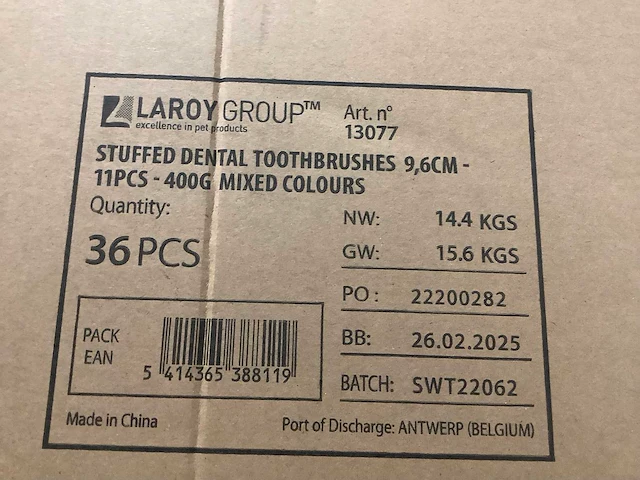 LAROY GROUP™
excellence in pet products
Art. n°
13077
STUFFED DENTAL TOOTHBRUSHES 9,6CM -
11PCS - 400G MIXED COLOURS
Quantity:
36 PCS
NW: 14.4 KGS
GW: 15.6 KGS
PO: 22200282
BB: 26.02.2025
BATCH: SWT22062
PACK
EAN
5 414365 388119
Made in China
Port of Discharge: ANTWERP (BELGIUM)